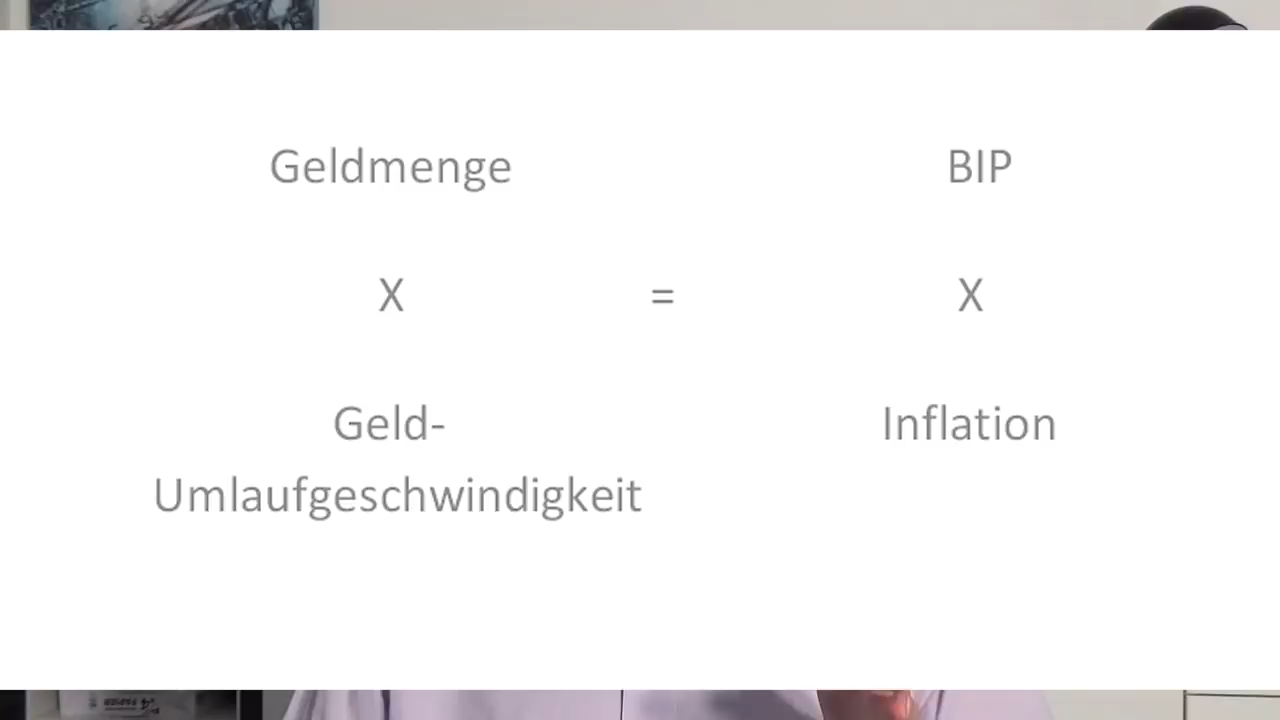 Geldmenge BIP
X = X
Geld- Inflation
Umlaufgeschwindigkeit